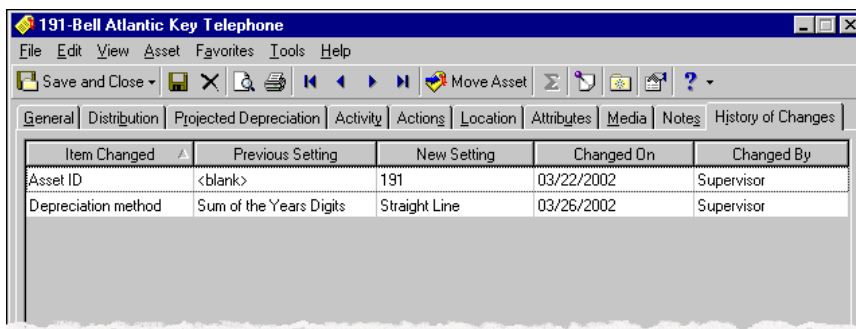 191-Bell Atlantic Key Telephone
File Edit View Asset Favorites Tools Help
Save and Close Move Asset Σ ?
General Distribution Projected Depreciation Activity Actions Location Attributes Media Notes History of Changes
Item Changed Previous Setting New Setting Changed On Changed By
Asset ID <blank> 191 03/22/2002 Supervisor
Depreciation method Sum of the Years Digits Straight Line 03/26/2002 Supervisor